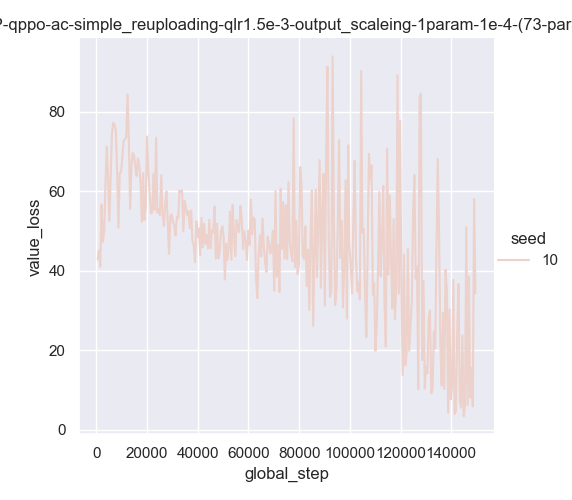 P-qppo-ac-simple_reuploading-qlr1.5e-3-output_scaleing-1param-1e-4-(73-par
value_loss
80
60
40
20
0
0 20000 40000 60000 80000 100000 120000 140000
global_step
seed
10